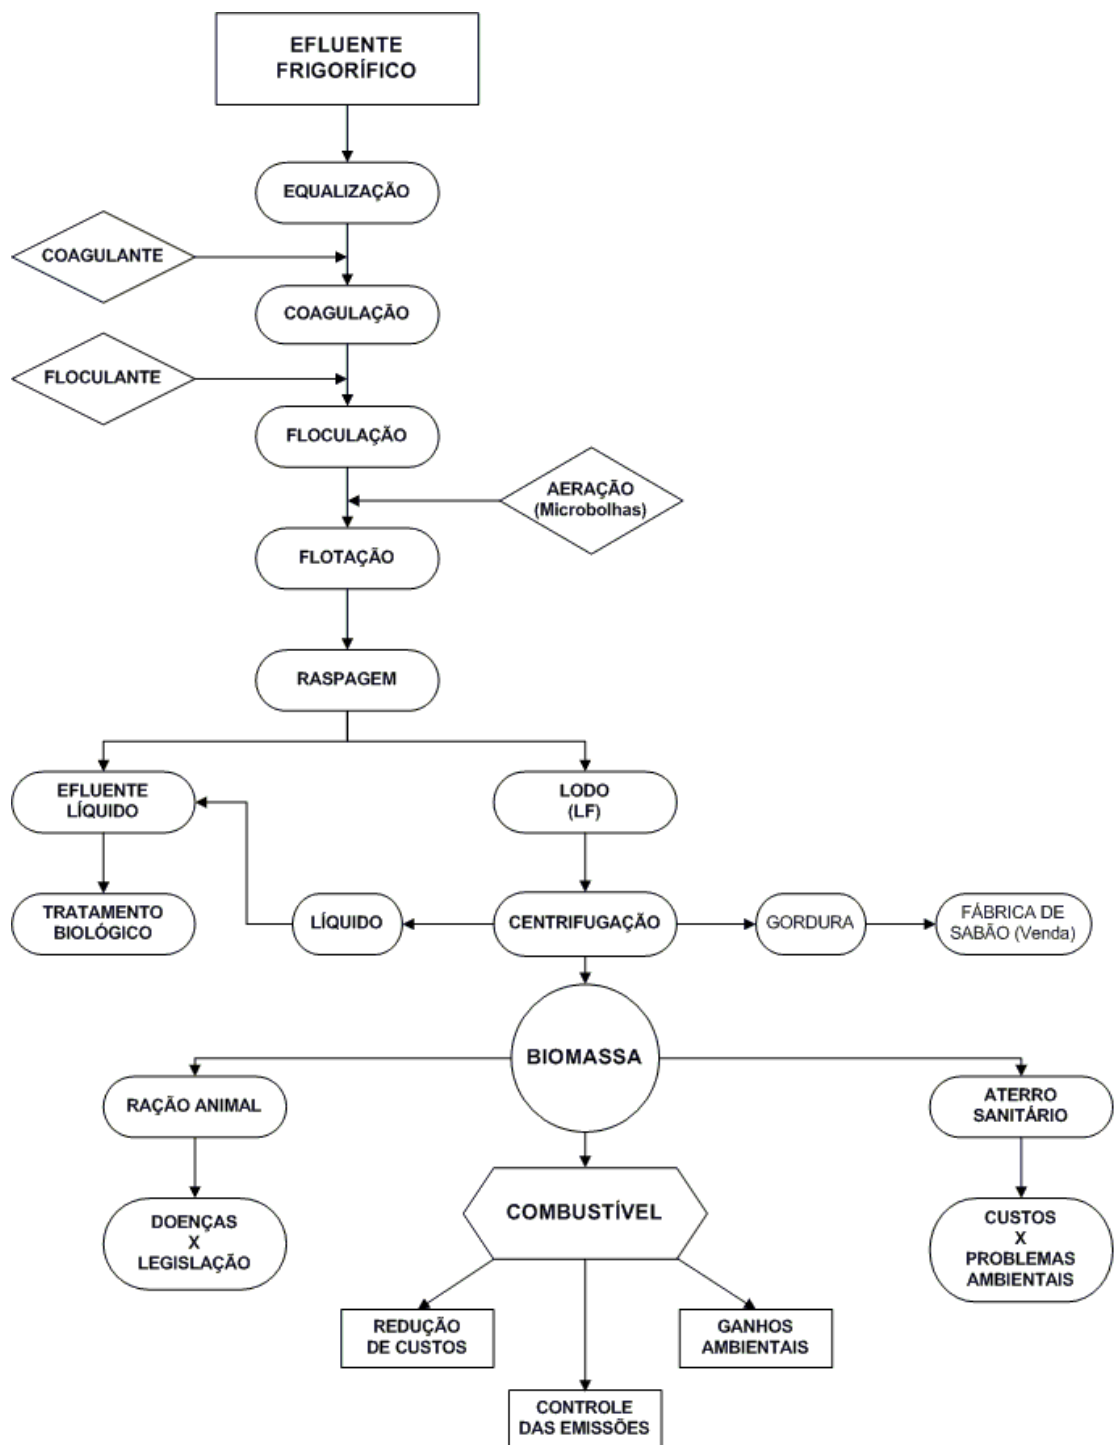 EFLUENTE
FRIGORÍFICO
EQUALIZAÇÃO
COAGULANTE
COAGULAÇÃO
FLOCULANTE
FLOCULAÇÃO
AERAÇÃO
(Microbolhas)
FLOTAÇÃO
RASPAGEM
EFLUENTE
LÍQUIDO
LODO
(LF)
TRATAMENTO
BIOLÓGICO
LÍQUIDO
CENTRIFUGAÇÃO
GORDURA
FÁBRICA DE
SABÃO (Venda)
BIOMASSA
RAÇÃO ANIMAL
ATERRO
SANITÁRIO
DOENÇAS
X
LEGISLAÇÃO
COMBUSTÍVEL
CUSTOS
X
PROBLEMAS
AMBIENTAIS
REDUÇÃO
DE CUSTOS
GANHOS
AMBIENTAIS
CONTROLE
DAS EMISSÕES